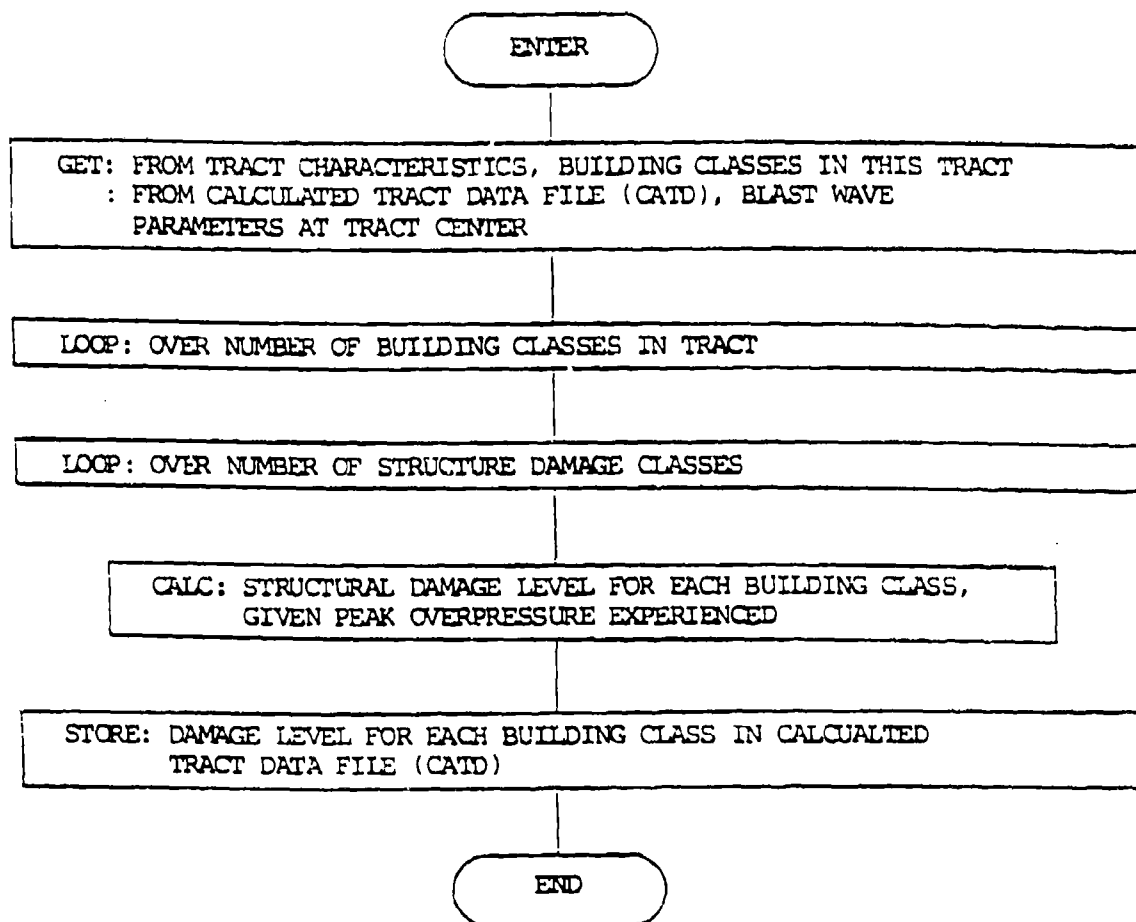 ENTER
GET: FROM TRACT CHARACTERISTICS, BUILDING CLASSES IN THIS TRACT
: FROM CALCULATED TRACT DATA FILE (CATD), BLAST WAVE
PARAMETERS AT TRACT CENTER
LOOP: OVER NUMBER OF BUILDING CLASSES IN TRACT
LOOP: OVER NUMBER OF STRUCTURE DAMAGE CLASSES
CALC: STRUCTURAL DAMAGE LEVEL FOR EACH BUILDING CLASS,
GIVEN PEAK OVERPRESSURE EXPERIENCED
STORE: DAMAGE LEVEL FOR EACH BUILDING CLASS IN CALCUALTED
TRACT DATA FILE (CATD)
END